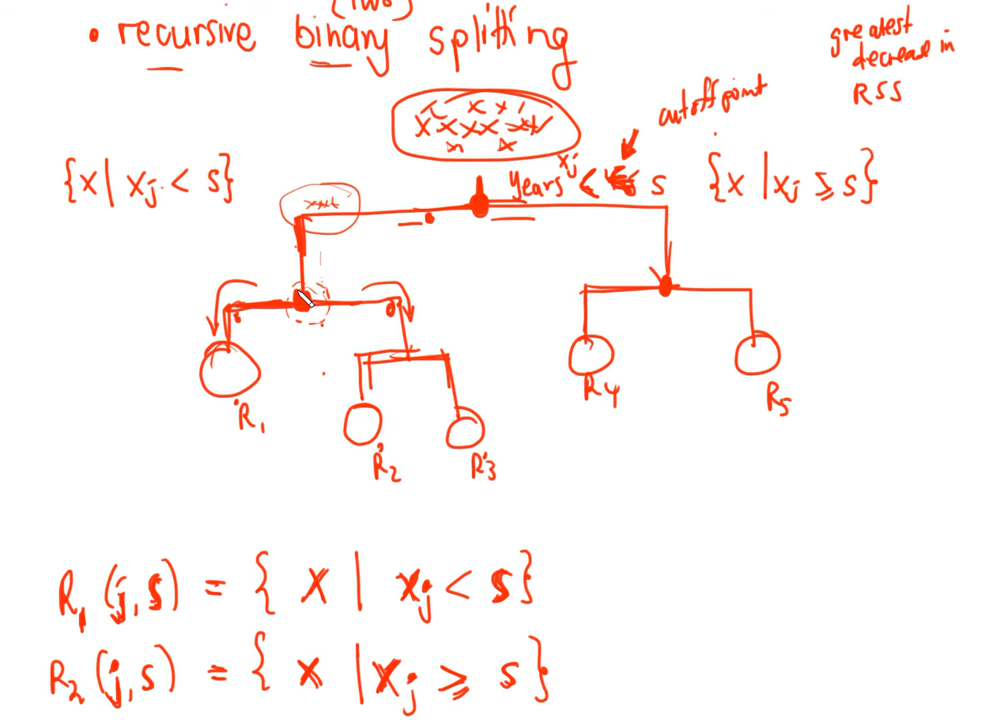 (Two)
• recursive binary splitting
greatest
decrease in
RSS
cutoff point
{X | Xj < s}
Years Xj < s
{X | Xj ≥ s}
R1
R2
R3
R4
R5
R1 (j, s) = { X | Xj < s}
R2 (j, s) = { X | Xj ≥ s}